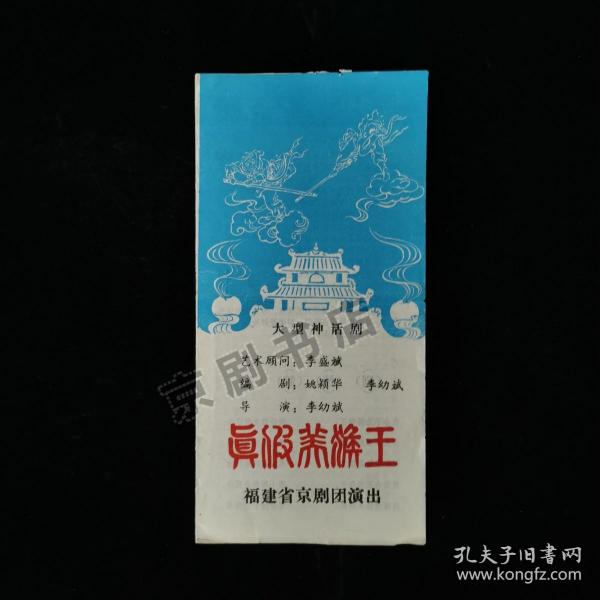 大型神话剧
艺术顾问：李盛斌
编 剧：姚颖华 李幼斌
导 演：李幼斌
真假美猴王
福建省京剧团演出
京剧书店
孔夫子旧书网
www.kongfz.com